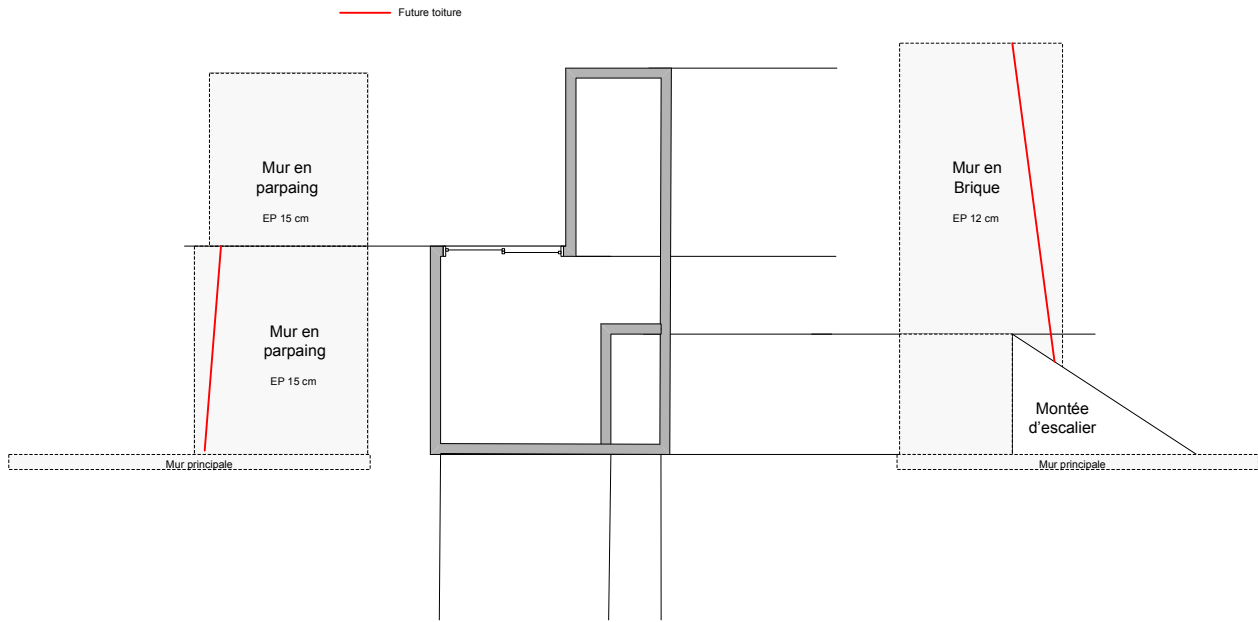 Future toiture
Mur en
parpaing
EP 15 cm
Mur en
Brique
EP 12 cm
Mur en
parpaing
EP 15 cm
Montée
d'escalier
Mur principale
Mur principale